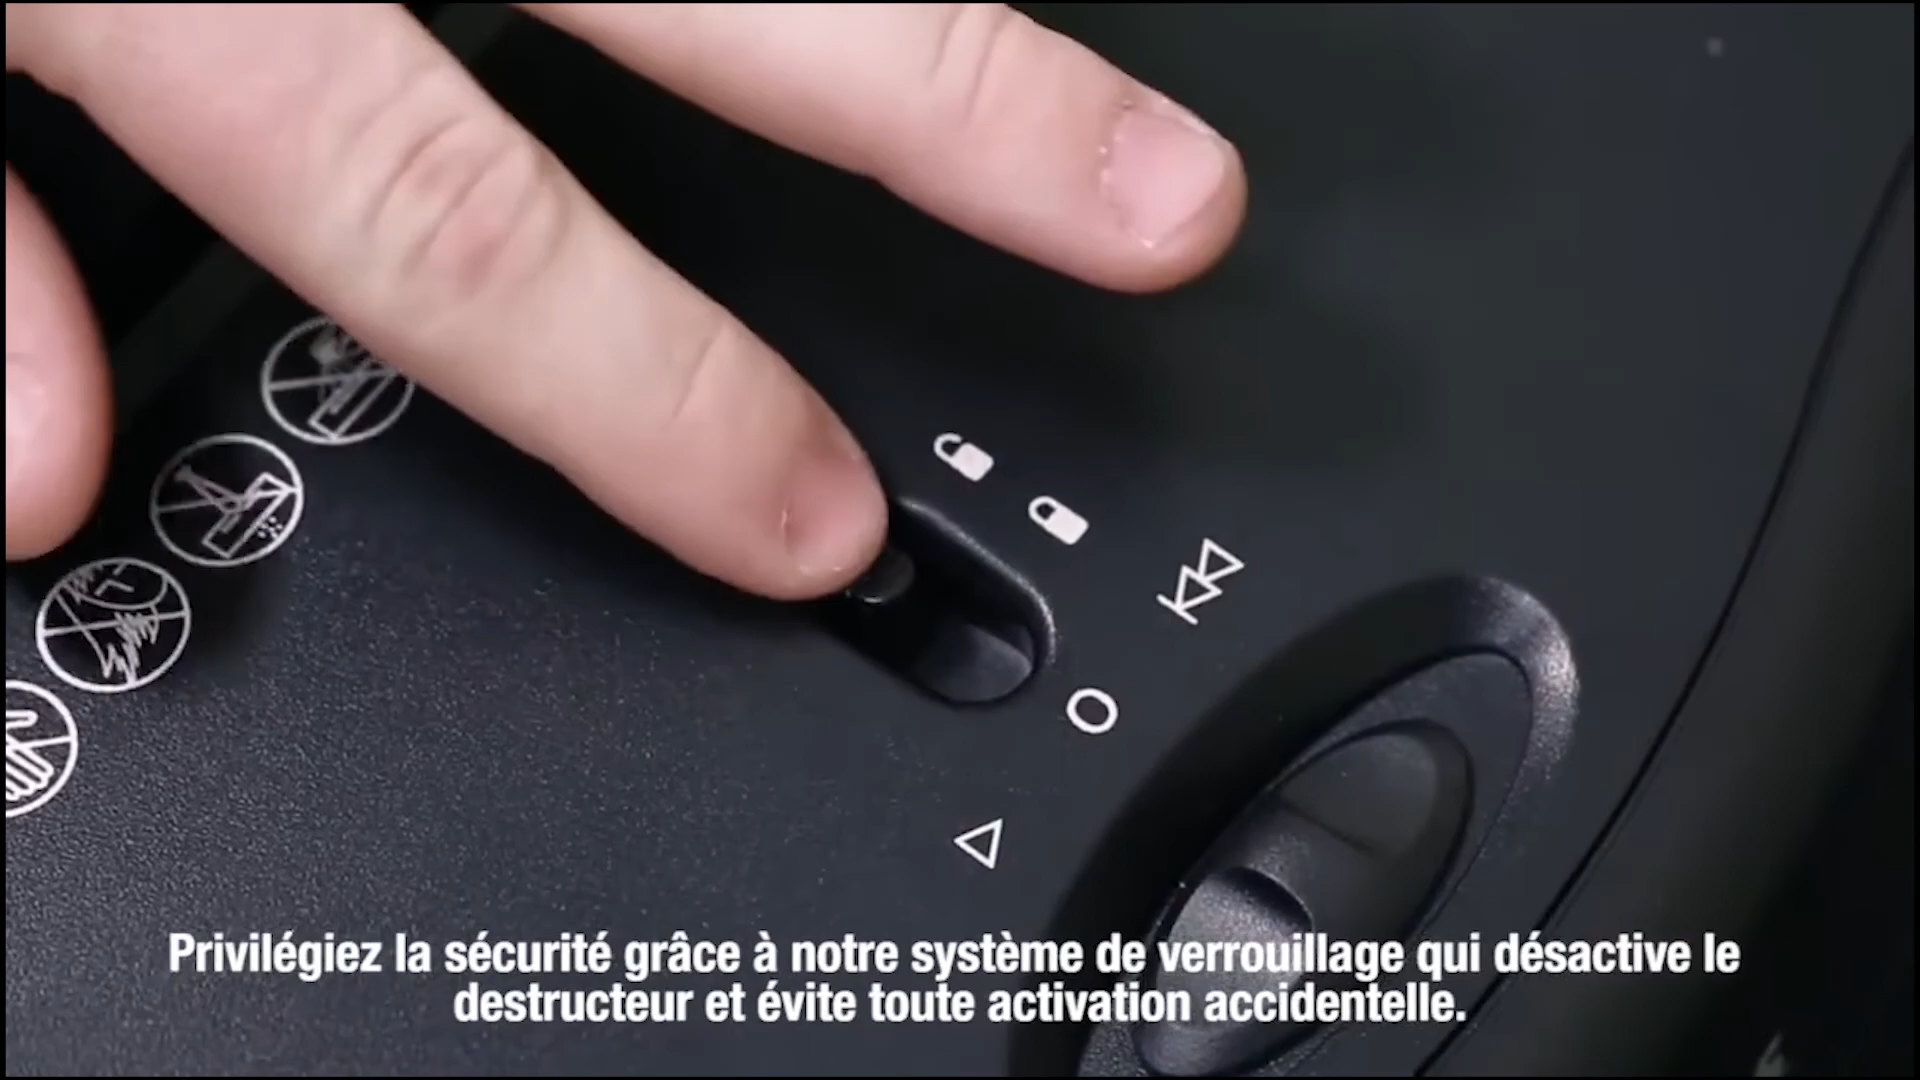 Privilégiez la sécurité grâce à notre système de verrouillage qui désactive le
destructeur et évite toute activation accidentelle.